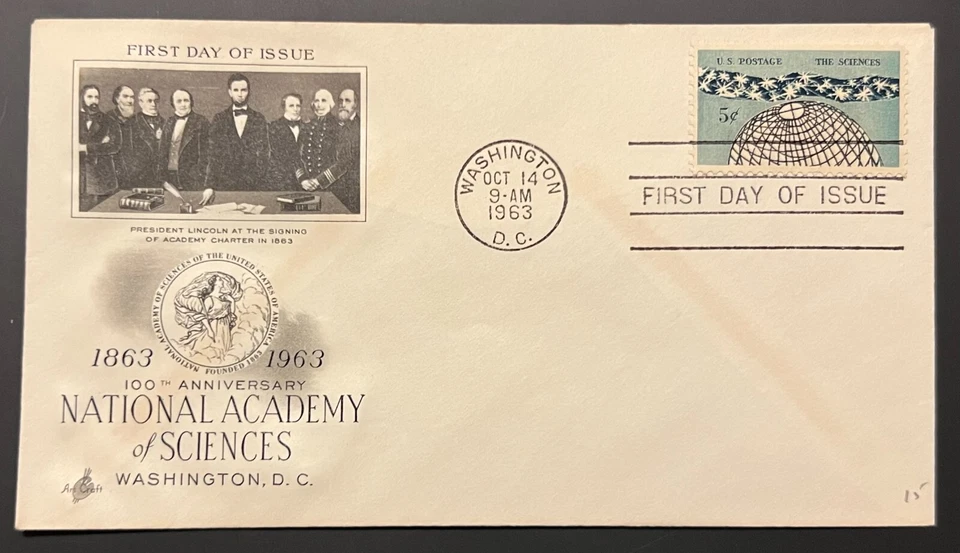 FIRST DAY OF ISSUE
PRESIDENT LINCOLN AT THE SIGNING
OF ACADEMY CHARTER IN 1863
NATIONAL ACADEMY OF SCIENCES OF THE UNITED STATES OF AMERICA
FOUNDED 1863
1863 1963
100TH ANNIVERSARY
NATIONAL ACADEMY
of SCIENCES
WASHINGTON, D. C.
Art Craft
WASHINGTON
OCT 14
9-AM
1963
D. C.
U.S. POSTAGE THE SCIENCES
5¢
FIRST DAY OF ISSUE
15